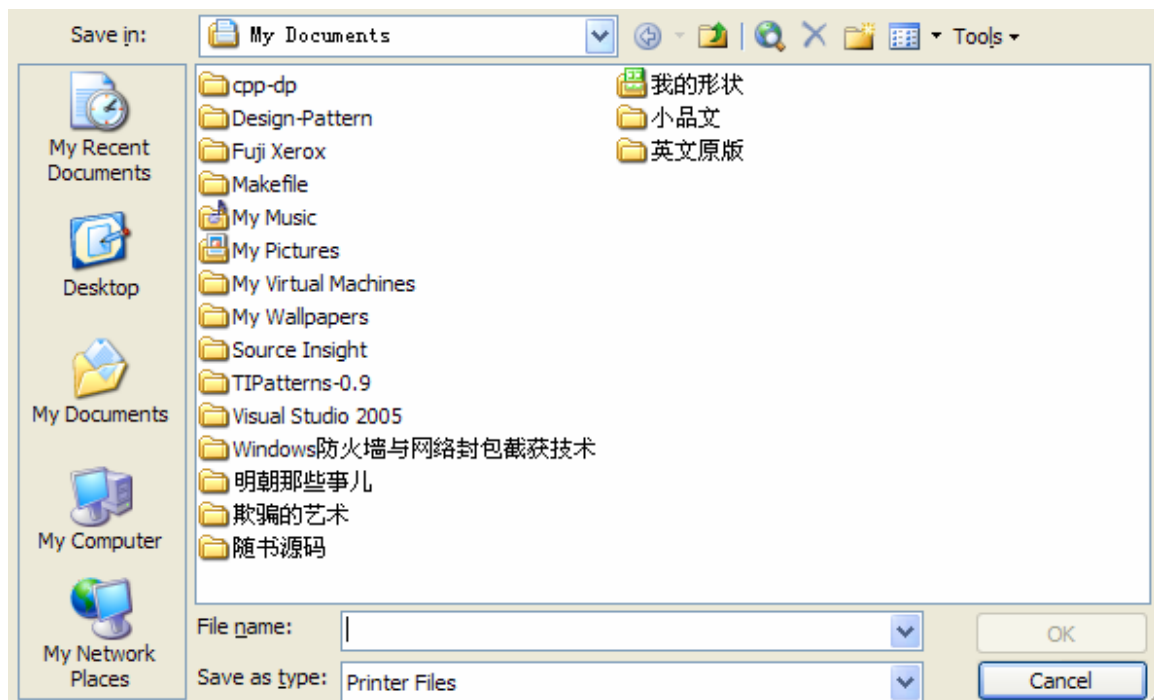 Save in:
My Documents
Tools
My Recent
Documents
Desktop
My Documents
My Computer
My Network
Places
cpp-dp
Design-Pattern
Fuji Xerox
Makefile
My Music
My Pictures
My Virtual Machines
My Wallpapers
Source Insight
TIPatterns-0.9
Visual Studio 2005
Windows防火墙与网络封包截获技术
明朝那些事儿
欺骗的艺术
随书源码
我的形状
小品文
英文原版
File name:
OK
Save as type:
Printer Files
Cancel